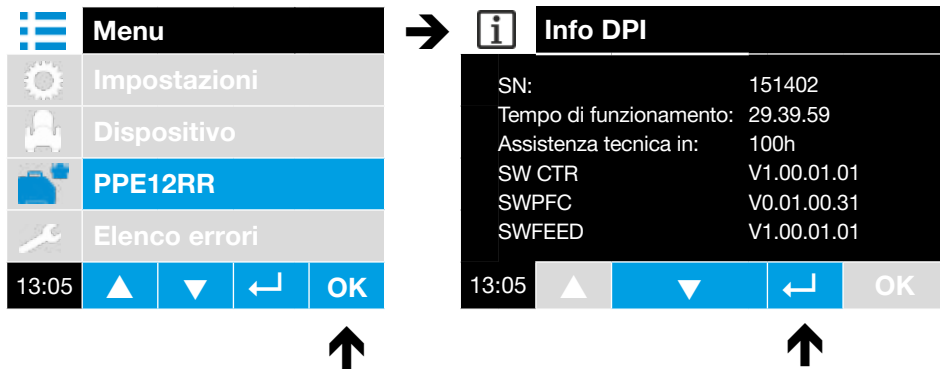 Menu
Impostazioni
Dispositivo
PPE12RR
Elenco errori
13:05 OK
i Info DPI
SN: 151402
Tempo di funzionamento: 29.39.59
Assistenza tecnica in: 100h
SW CTR V1.00.01.01
SWPFC V0.01.00.31
SWFEED V1.00.01.01
13:05 OK